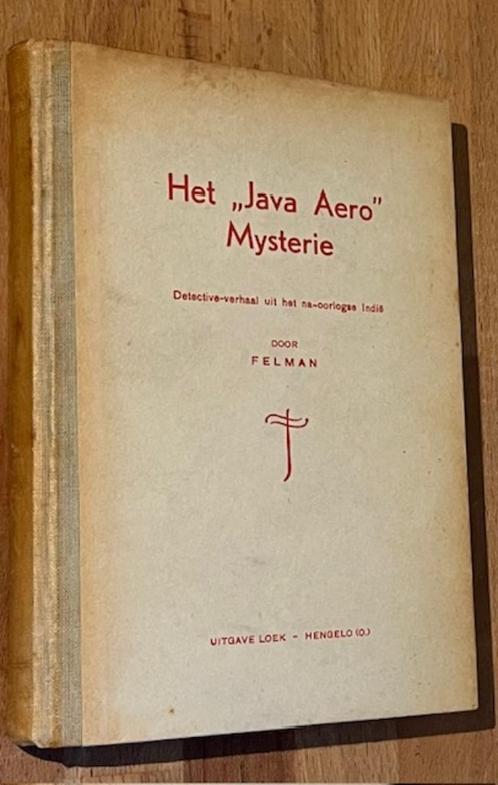 Het „Java Aero”
Mysterie
Detective-verhaal uit het na-oorlogse Indië
DOOR
FELMAN
UITGAVE LOEK - HENGELO (O.)